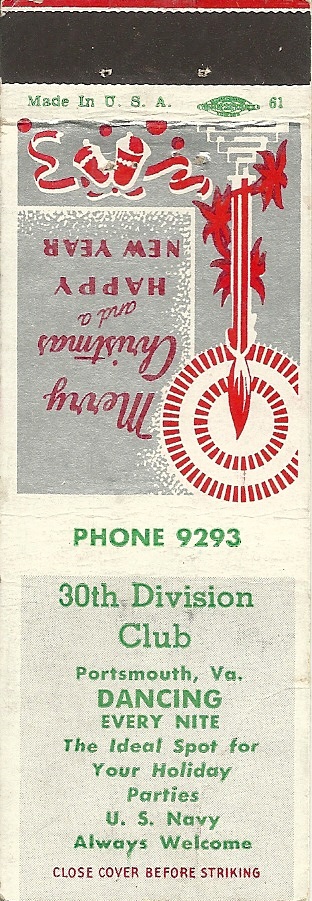 Made In U. S. A.
61
Merry
Christmas
and a
HAPPY
NEW YEAR
PHONE 9293
30th Division
Club
Portsmouth, Va.
DANCING
EVERY NITE
The Ideal Spot for
Your Holiday
Parties
U. S. Navy
Always Welcome
CLOSE COVER BEFORE STRIKING